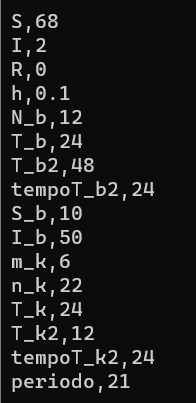 S,68
I,2
R,0
h,0.1
N_b,12
T_b,24
T_b2,48
tempoT_b2,24
S_b,10
I_b,50
m_k,6
n_k,22
T_k,24
T_k2,12
tempoT_k2,24
periodo,21